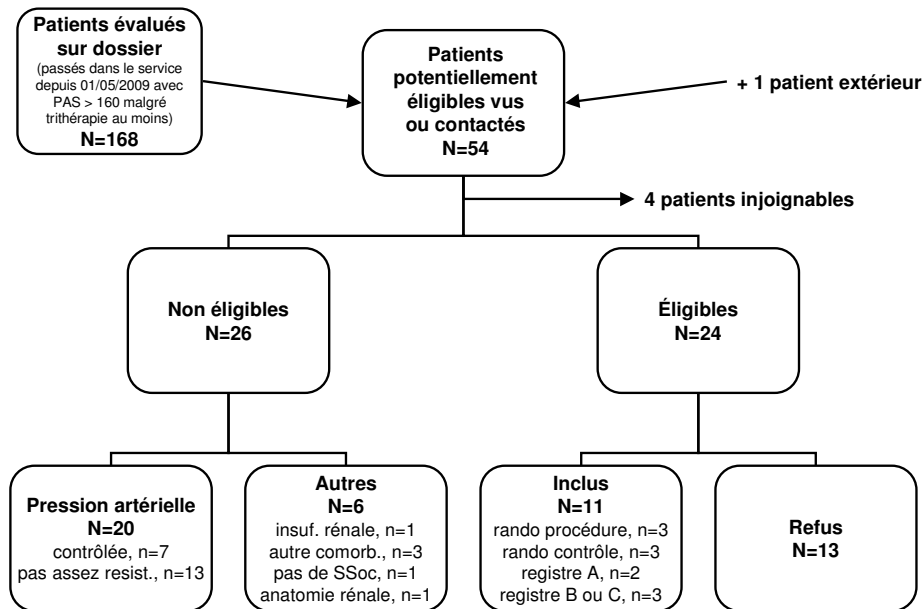 Patients évalués
sur dossier
(passés dans le service
depuis 01/05/2009 avec
PAS > 160 malgré
trithérapie au moins)
N=168
Patients
potentiellement
éligibles vus
ou contactés
N=54
+ 1 patient extérieur
4 patients injoignables
Non éligibles
N=26
Éligibles
N=24
Pression artérielle
N=20
contrôlée, n=7
pas assez resist., n=13
Autres
N=6
insuf. rénale, n=1
autre comorb., n=3
pas de SSoc, n=1
anatomie rénale, n=1
Inclus
N=11
rando procédure, n=3
rando contrôle, n=3
registre A, n=2
registre B ou C, n=3
Refus
N=13